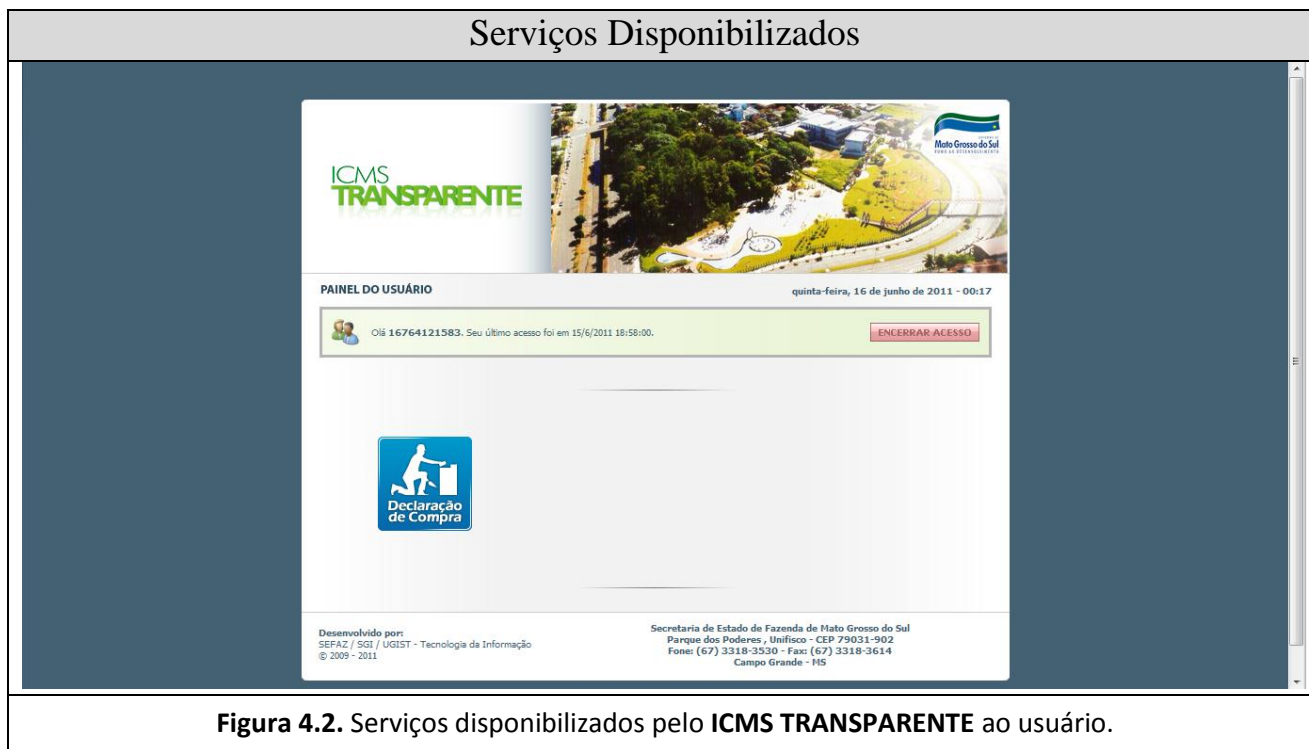 Serviços Disponibilizados
ICMS
TRANSPARENTE
Mato Grosso do Sul
PAINEL DO USUÁRIO
quinta-feira, 16 de junho de 2011 - 00:17
Olá 16764121583. Seu último acesso foi em 15/6/2011 18:58:00.
ENCERRAR ACESSO
Declaração
de Compra
Desenvolvido por:
SEFAZ / SGI / UGIST - Tecnologia da Informação
© 2009 - 2011
Secretaria de Estado de Fazenda de Mato Grosso do Sul
Parque dos Poderes , Unifisco - CEP 79031-902
Fone: (67) 3318-3530 - Fax: (67) 3318-3614
Campo Grande - MS
Figura 4.2. Serviços disponibilizados pelo ICMS TRANSPARENTE ao usuário.